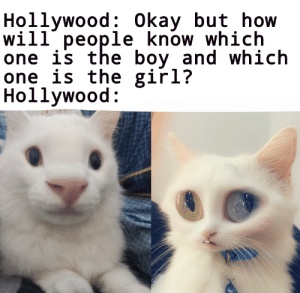 Hollywood: Okay but how
will people know which
one is the boy and which
one is the girl?
Hollywood: